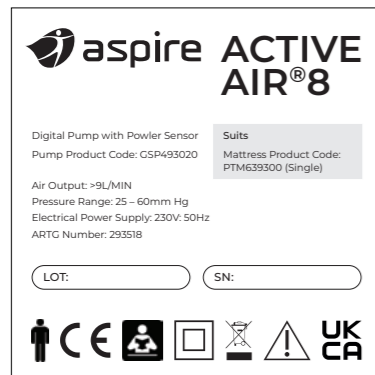 aspire ACTIVE
AIR®8
Digital Pump with Powler Sensor
Pump Product Code: GSP493020
Suits
Mattress Product Code:
PTM639300 (Single)
Air Output: >9L/MIN
Pressure Range: 25 – 60mm Hg
Electrical Power Supply: 230V: 50Hz
ARTG Number: 293518
LOT:
SN:
CE
UK
CA